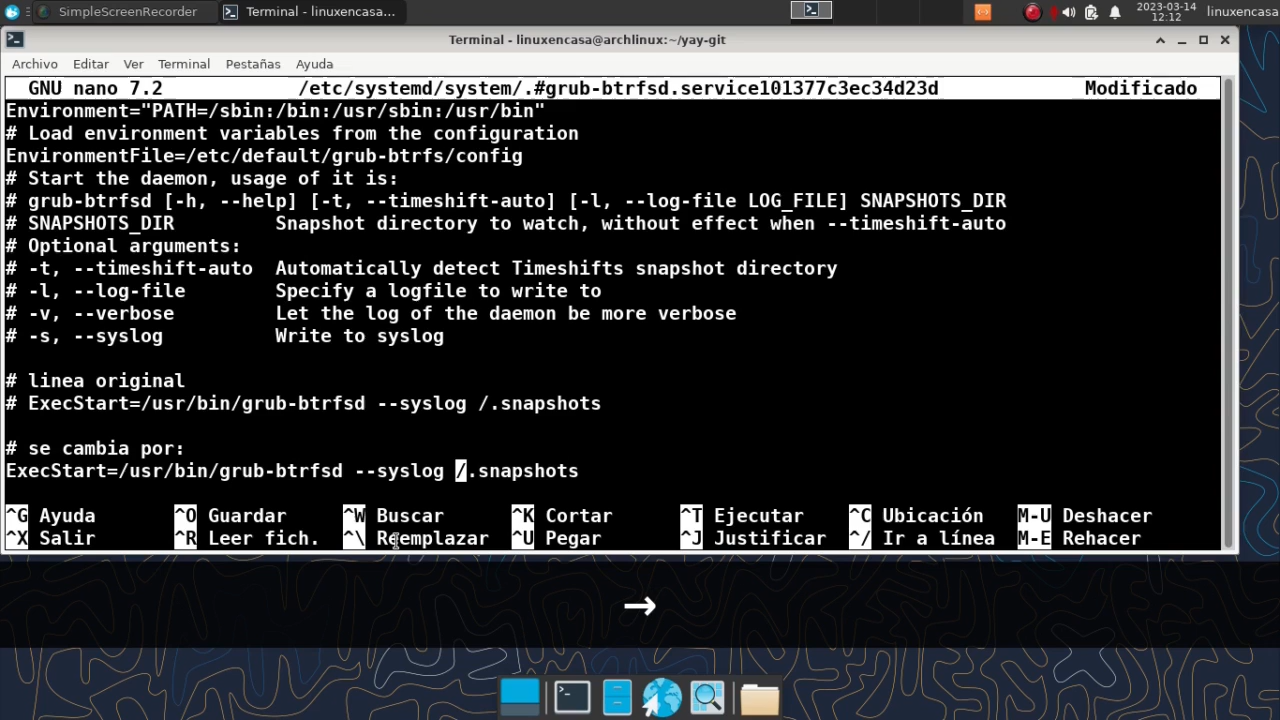 SimpleScreenRecorder
Terminal - linuxencasa...
2023-03-14
12:12
linuxencasa
Terminal - linuxencasa@archlinux:~/yay-git
Archivo Editar Ver Terminal Pestañas Ayuda
GNU nano 7.2 /etc/systemd/system/.#grub-btrfsd.service101377c3ec34d23d Modificado
Environment="PATH=/sbin:/bin:/usr/sbin:/usr/bin"
# Load environment variables from the configuration
EnvironmentFile=/etc/default/grub-btrfs/config
# Start the daemon, usage of it is:
# grub-btrfsd [-h, --help] [-t, --timeshift-auto] [-l, --log-file LOG_FILE] SNAPSHOTS_DIR
# SNAPSHOTS_DIR Snapshot directory to watch, without effect when --timeshift-auto
# Optional arguments:
# -t, --timeshift-auto Automatically detect Timeshifts snapshot directory
# -l, --log-file Specify a logfile to write to
# -v, --verbose Let the log of the daemon be more verbose
# -s, --syslog Write to syslog
# linea original
# ExecStart=/usr/bin/grub-btrfsd --syslog /.snapshots
# se cambia por:
ExecStart=/usr/bin/grub-btrfsd --syslog /.snapshots
^G Ayuda ^O Guardar ^W Buscar ^K Cortar ^T Ejecutar ^C Ubicación M-U Deshacer
^X Salir ^R Leer fich. ^\ Reemplazar ^U Pegar ^J Justificar ^/ Ir a línea M-E Rehacer
→